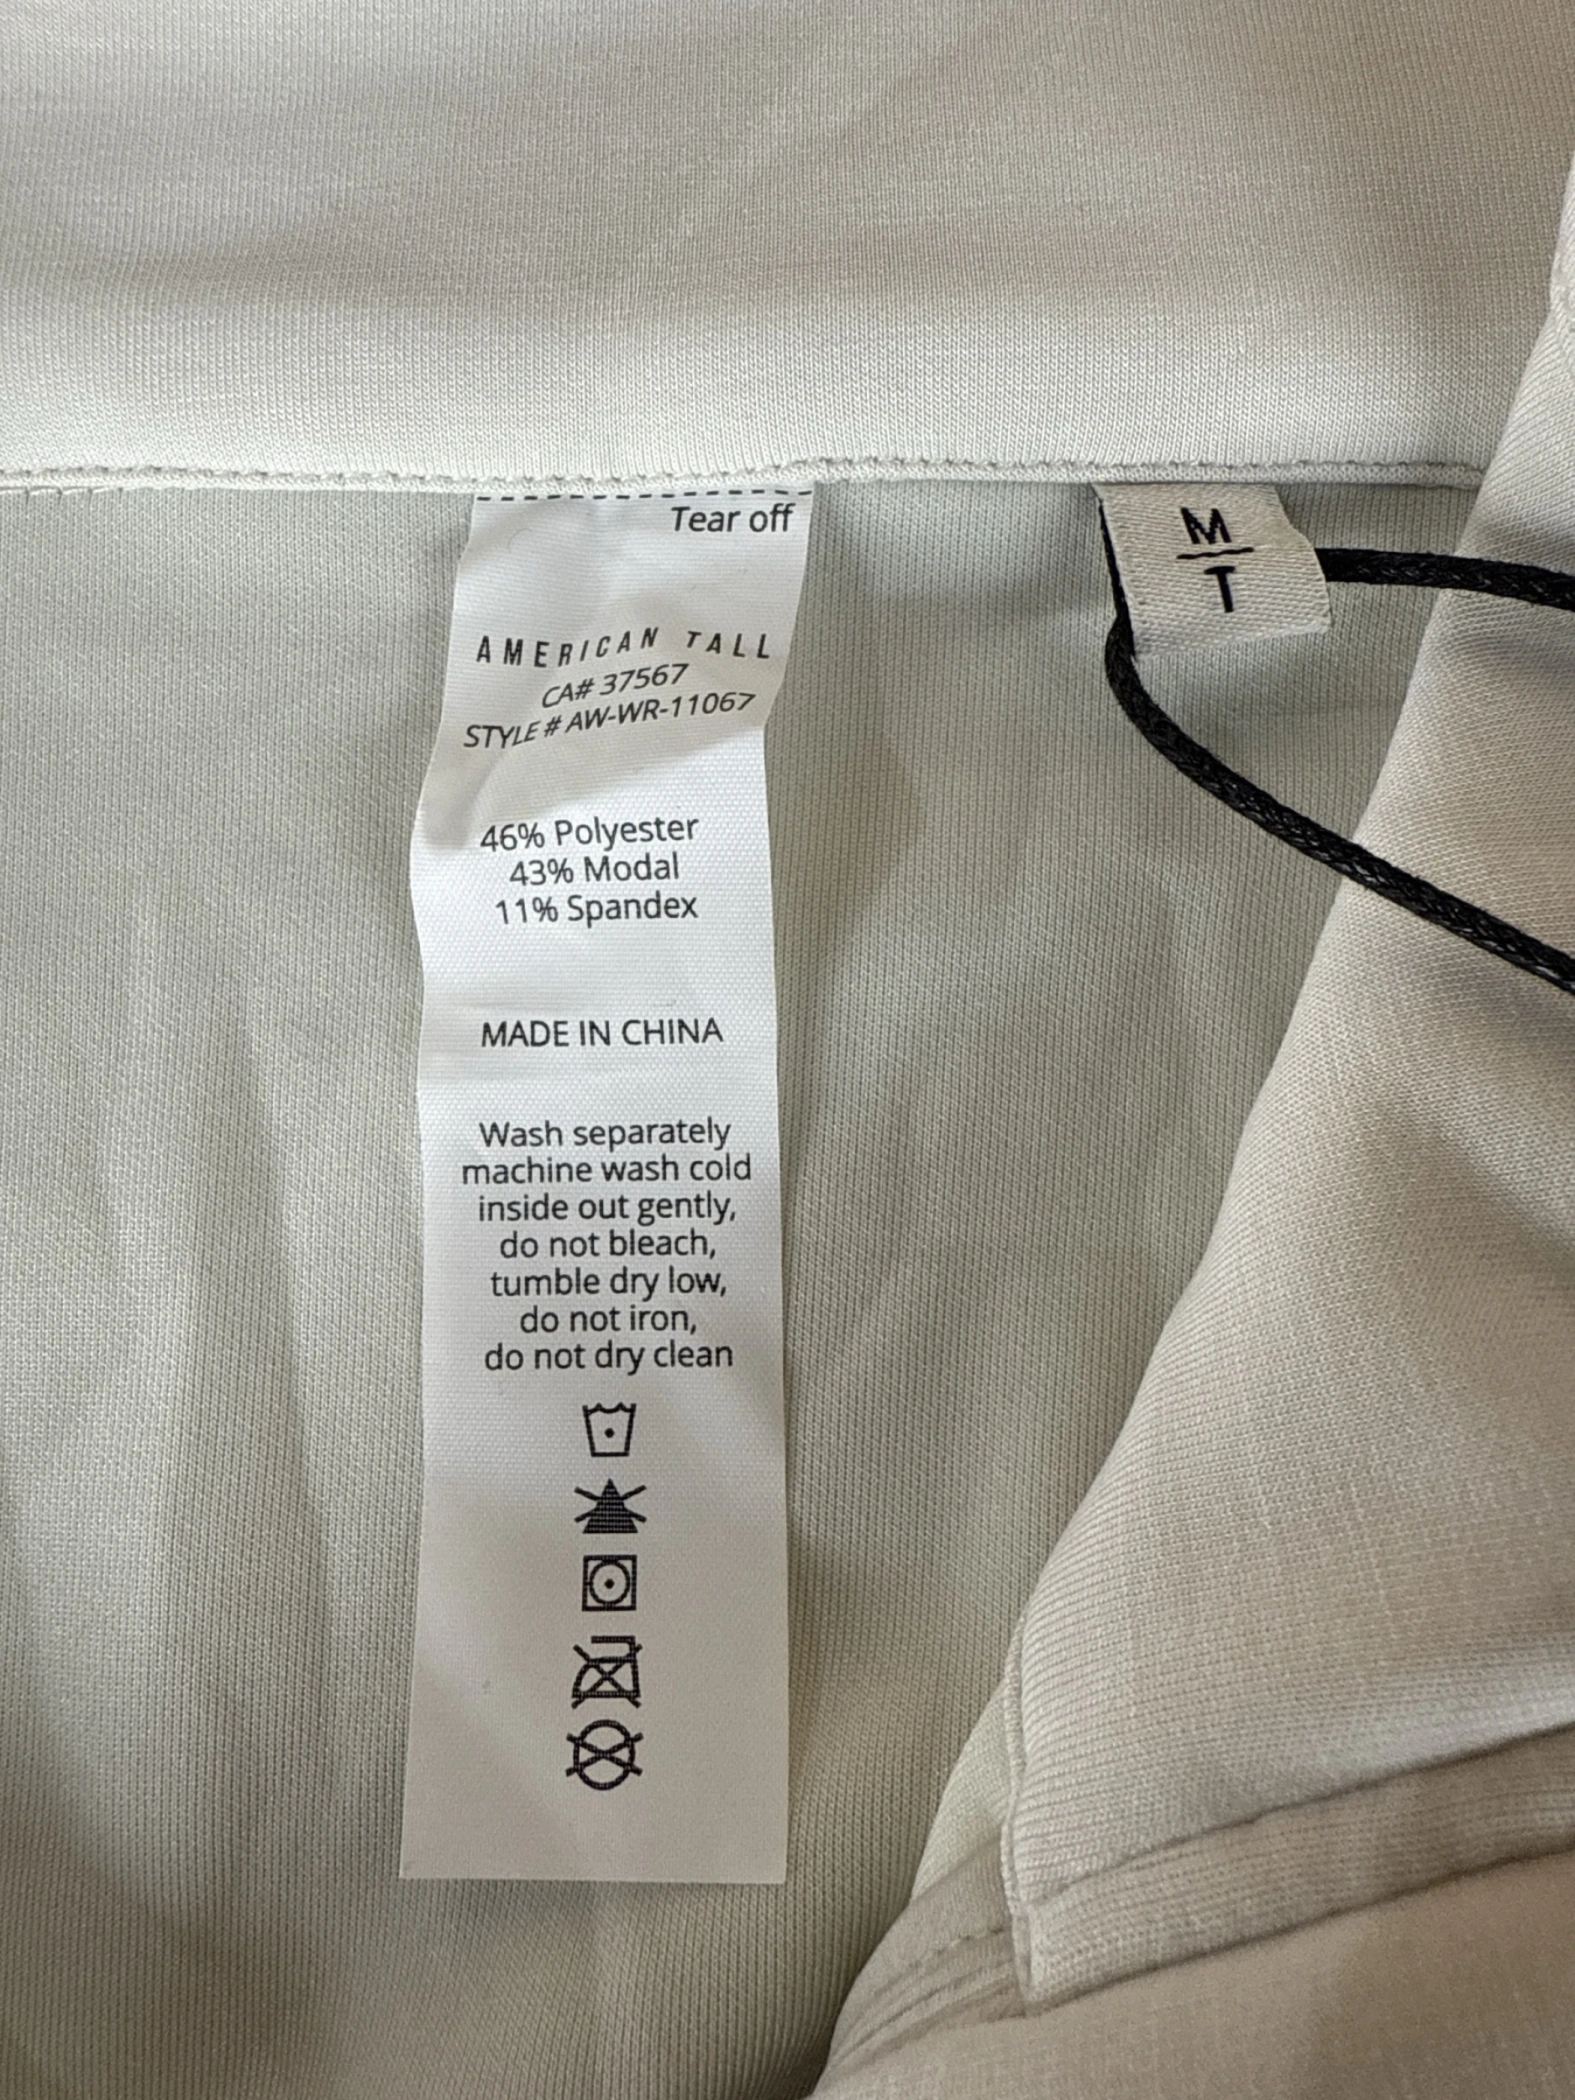 Tear off
M
T
AMERICAN TALL
CA# 37567
STYLE # AW-WR-11067
46% Polyester
43% Modal
11% Spandex
MADE IN CHINA
Wash separately
machine wash cold
inside out gently,
do not bleach,
tumble dry low,
do not iron,
do not dry clean